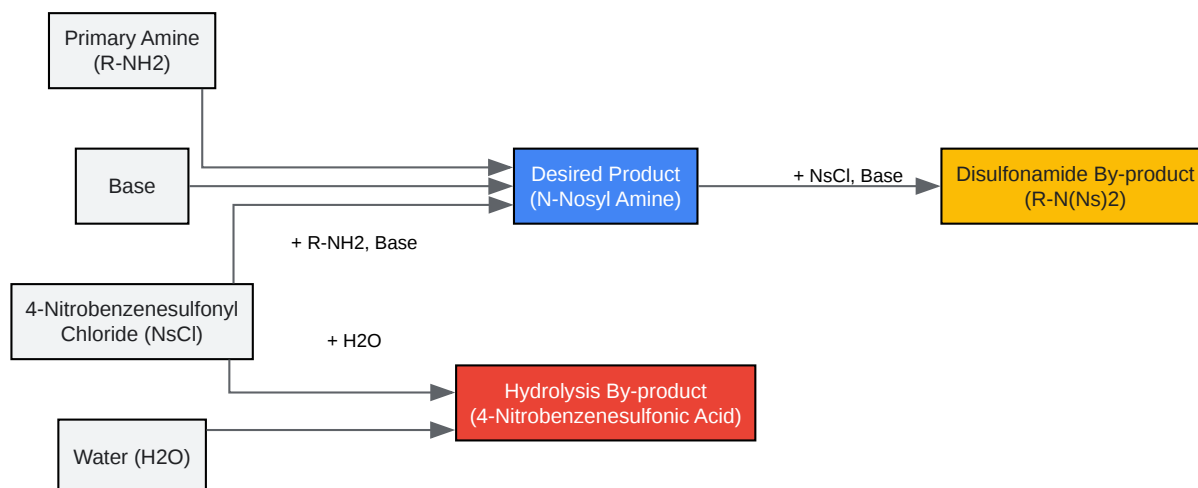 Primary Amine
(R-NH2)
Base
Desired Product
(N-Nosyl Amine)
+ NsCl, Base
Disulfonamide By-product
(R-N(Ns)2)
+ R-NH2, Base
4-Nitrobenzenesulfonyl
Chloride (NsCl)
+ H2O
Hydrolysis By-product
(4-Nitrobenzenesulfonic Acid)
Water (H2O)